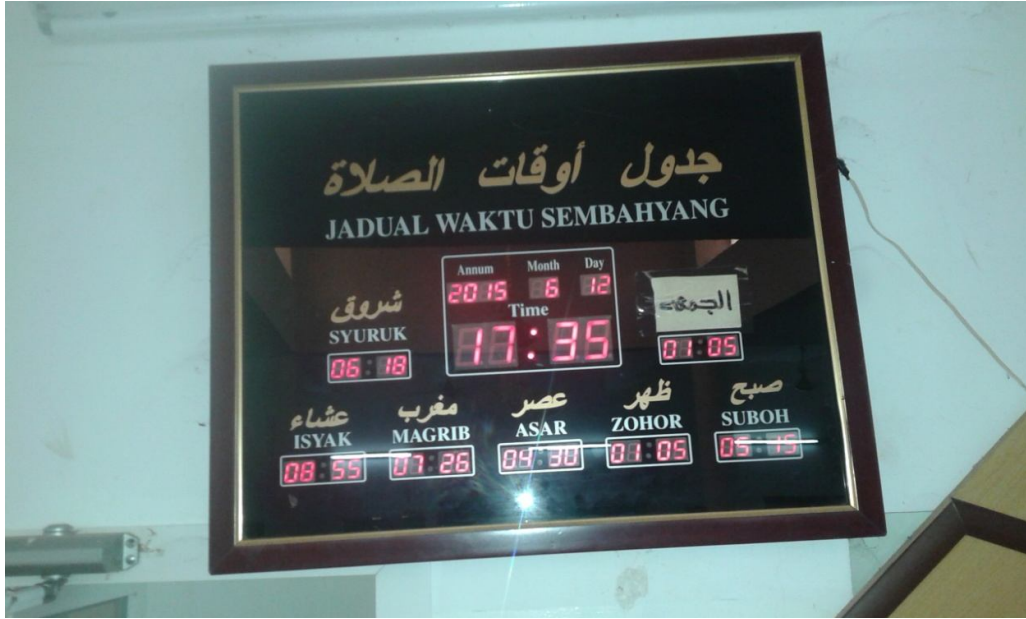 جدول أوقات الصلاة
JADUAL WAKTU SEMBAHYANG
Annum Month Day
2015 6 12
Time
17:35
شروق
SYURUK
06:18
الجمعة
01:05
عشاء مغرب عصر ظهر صبح
ISYAK MAGRIB ASAR ZOHOR SUBOH
08:55 07:26 04:30 01:05 05:15